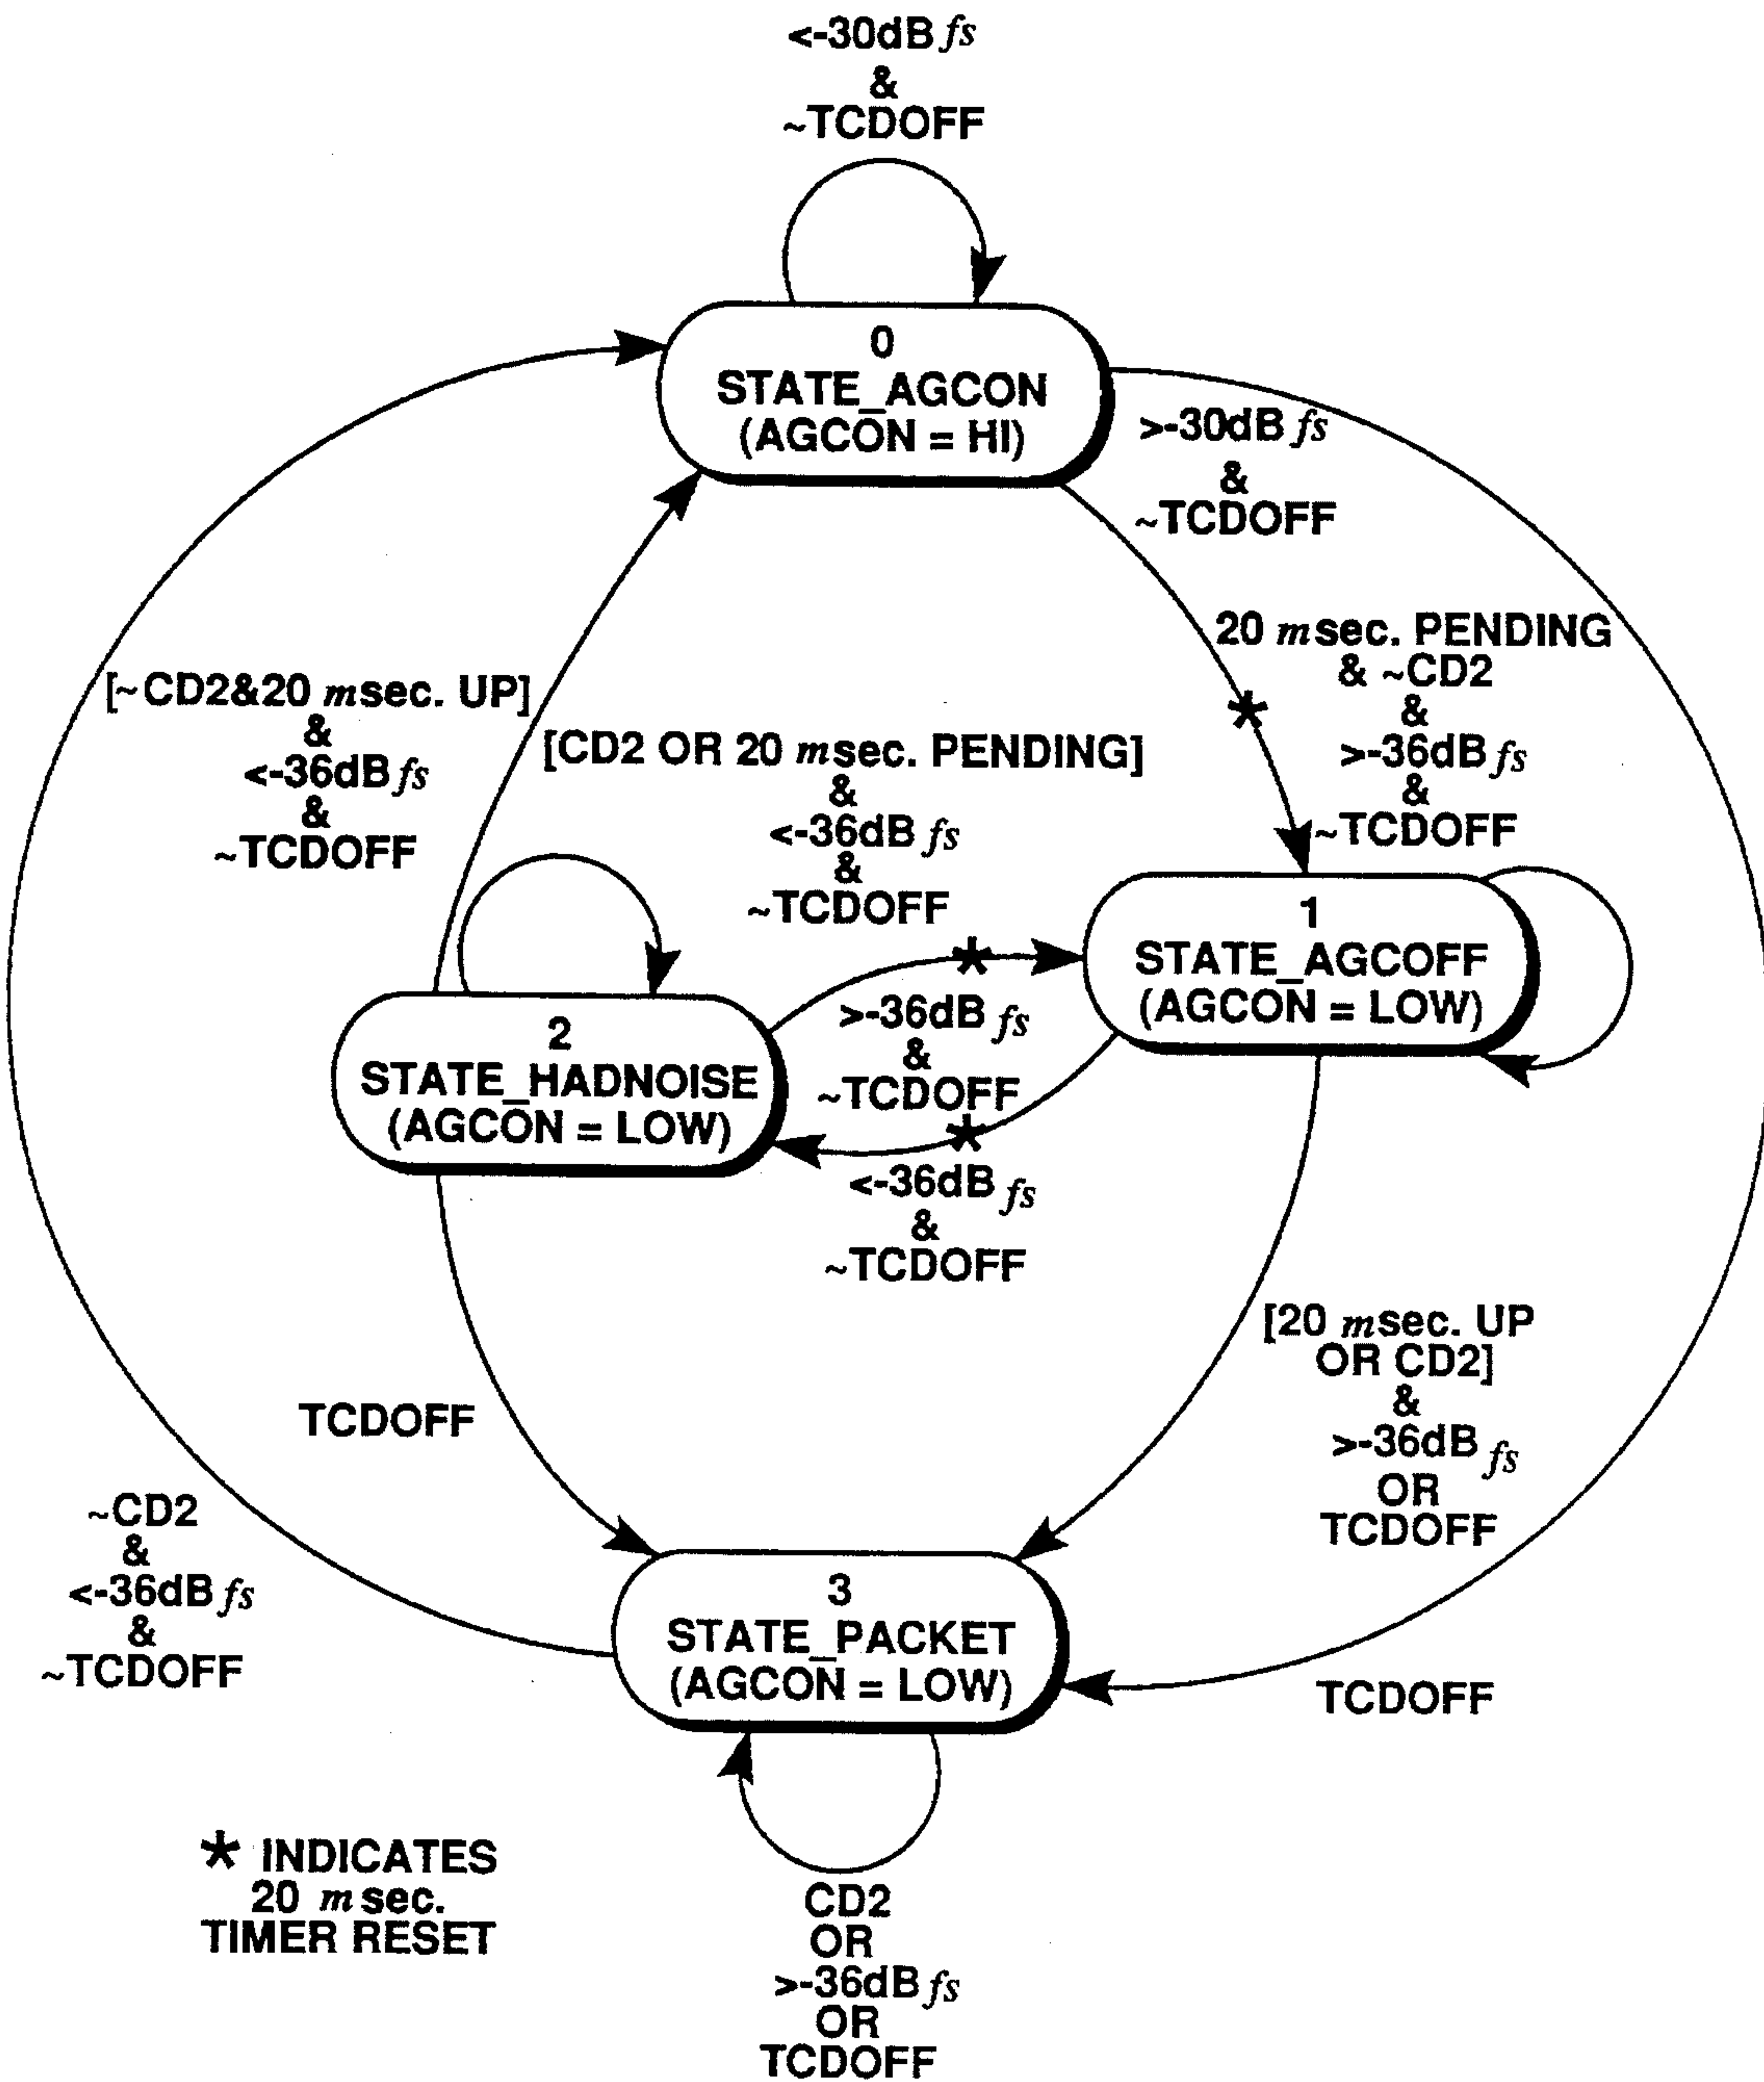 <-30dB fs
&
~TCDOFF
0
STATE_AGCON
(AGCON = HI)
>-30dB fs
&
~TCDOFF
20 msec. PENDING
& ~CD2
&
>-36dB fs
&
~TCDOFF
*
[~CD2&20 msec. UP]
&
<-36dB fs
&
~TCDOFF
[CD2 OR 20 msec. PENDING]
&
<-36dB fs
&
~TCDOFF
1
STATE_AGCOFF
(AGCON = LOW)
*
>-36dB fs
&
~TCDOFF
2
STATE_HADNOISE
(AGCON = LOW)
*
<-36dB fs
&
~TCDOFF
[20 msec. UP
OR CD2]
&
>-36dB fs
OR
TCDOFF
TCDOFF
~CD2
&
<-36dB fs
&
~TCDOFF
3
STATE_PACKET
(AGCON = LOW)
TCDOFF
* INDICATES
20 msec.
TIMER RESET
CD2
OR
>-36dB fs
OR
TCDOFF